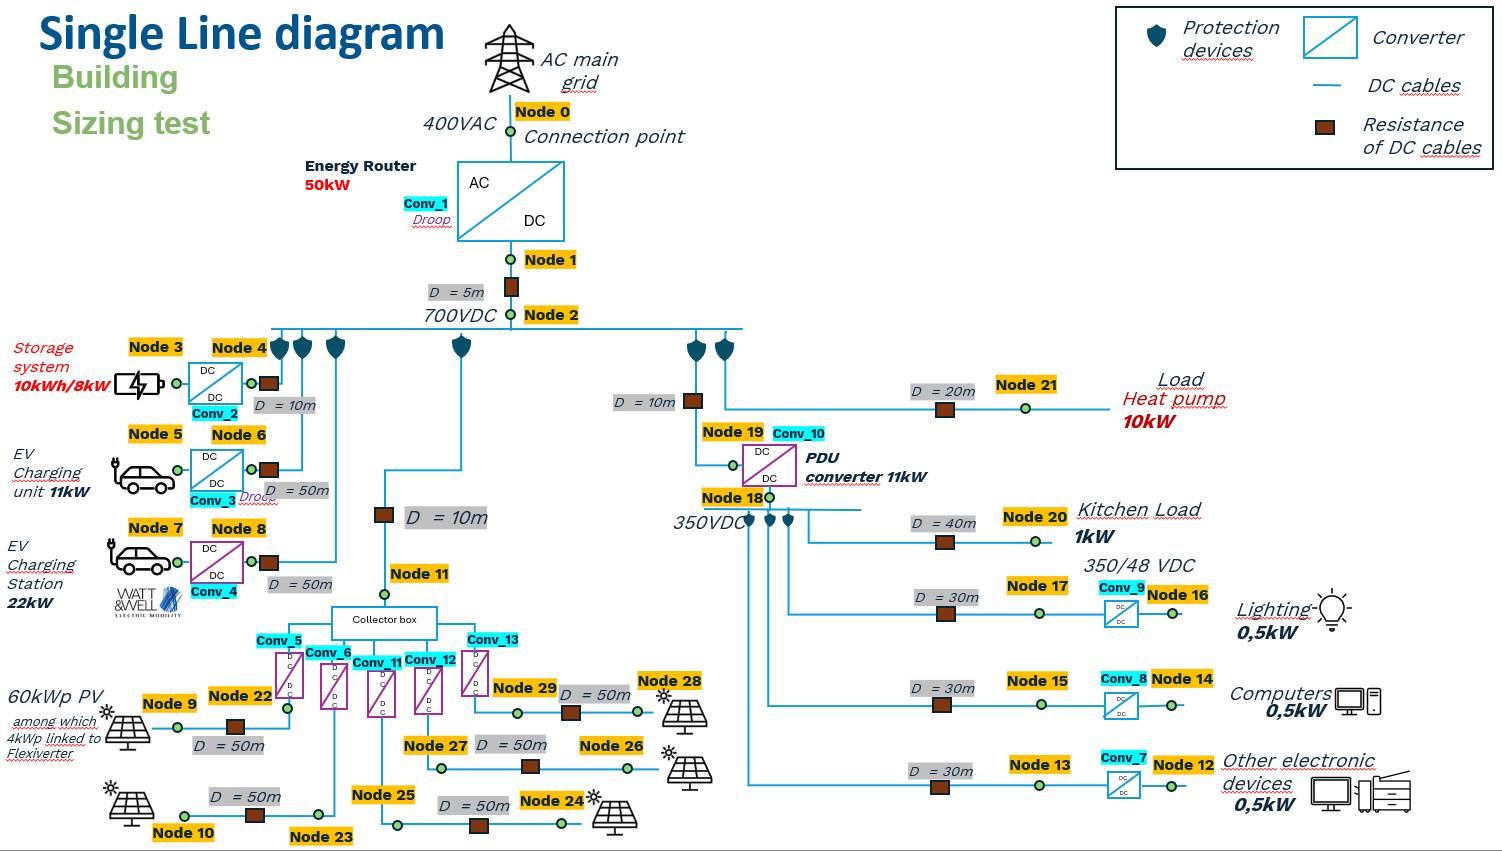 Single Line diagram
Building
Sizing test
AC main
grid
Node 0
400VAC
Connection point
Energy Router
50kW
Conv_1
Droop
AC
DC
Node 1
D = 5m
700VDC
Node 2
Protection
devices
Converter
DC cables
Resistance
of DC cables
Storage
system
10kWh/8kW
Node 3
Node 4
DC
DC
Conv_2
D = 10m
Node 5
Node 6
EV
Charging
unit 11kW
DC
DC
Conv_3
Droop
D = 50m
Node 7
Node 8
EV
Charging
Station
22kW
DC
DC
Conv_4
D = 50m
WATT
&WELL
ELECTRIC MOBILITY
D = 10m
Node 11
Collector box
Conv_5
Conv_6
Conv_11
Conv_12
Conv_13
D
C
D
C
D
C
D
C
D
C
D
C
D
C
D
C
D
C
D
C
60kWp PV
among which
4kWp linked to
Flexiverter
Node 9
Node 22
D = 50m
D = 50m
Node 10
Node 23
Node 25
D = 50m
Node 24
Node 27
D = 50m
Node 26
Node 29
D = 50m
Node 28
D = 10m
Node 19
Conv_10
DC
DC
PDU
converter 11kW
Node 18
350VDC
D = 20m
Node 21
Load
Heat pump
10kW
D = 40m
Node 20
Kitchen Load
1kW
350/48 VDC
D = 30m
Node 17
Conv_9
DC
DC
Node 16
Lighting
0,5kW
D = 30m
Node 15
Conv_8
DC
DC
Node 14
Computers
0,5kW
D = 30m
Node 13
Conv_7
DC
DC
Node 12
Other electronic
devices
0,5kW